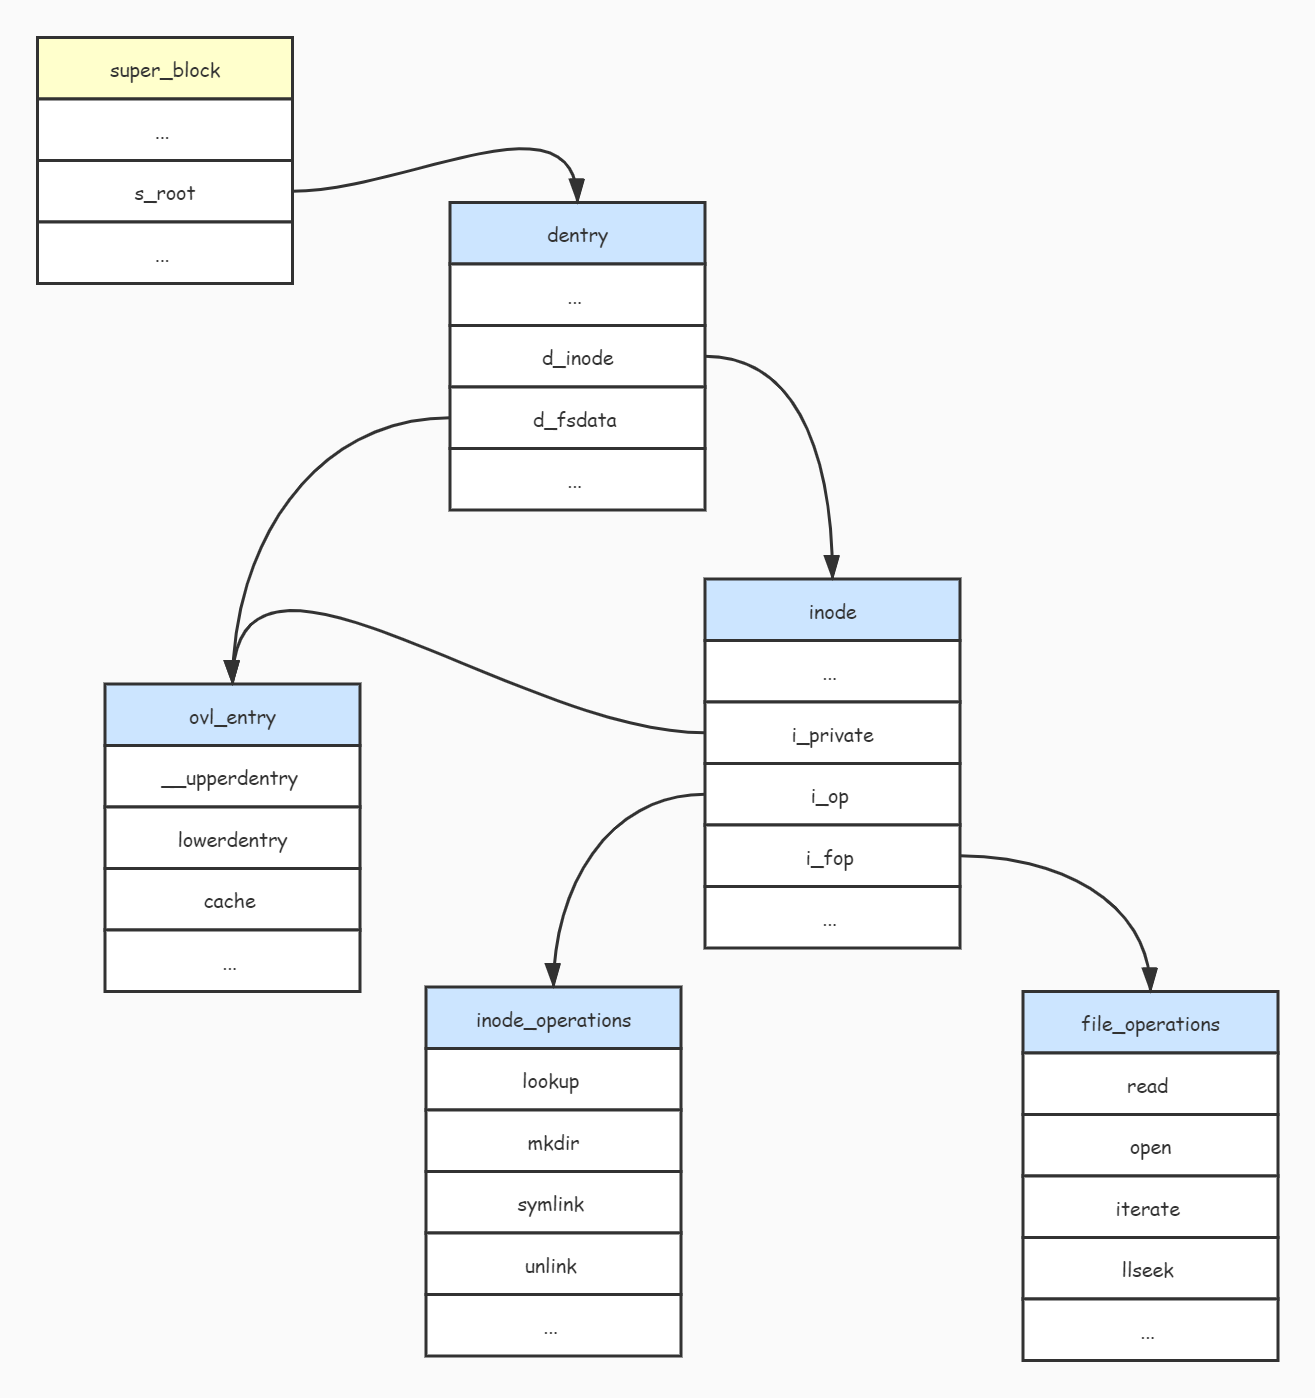 super_block
...
s_root
...
dentry
...
d_inode
d_fsdata
...
inode
...
i_private
i_op
i_fop
...
ovl_entry
__upperdentry
lowerdentry
cache
...
inode_operations
lookup
mkdir
symlink
unlink
...
file_operations
read
open
iterate
llseek
...